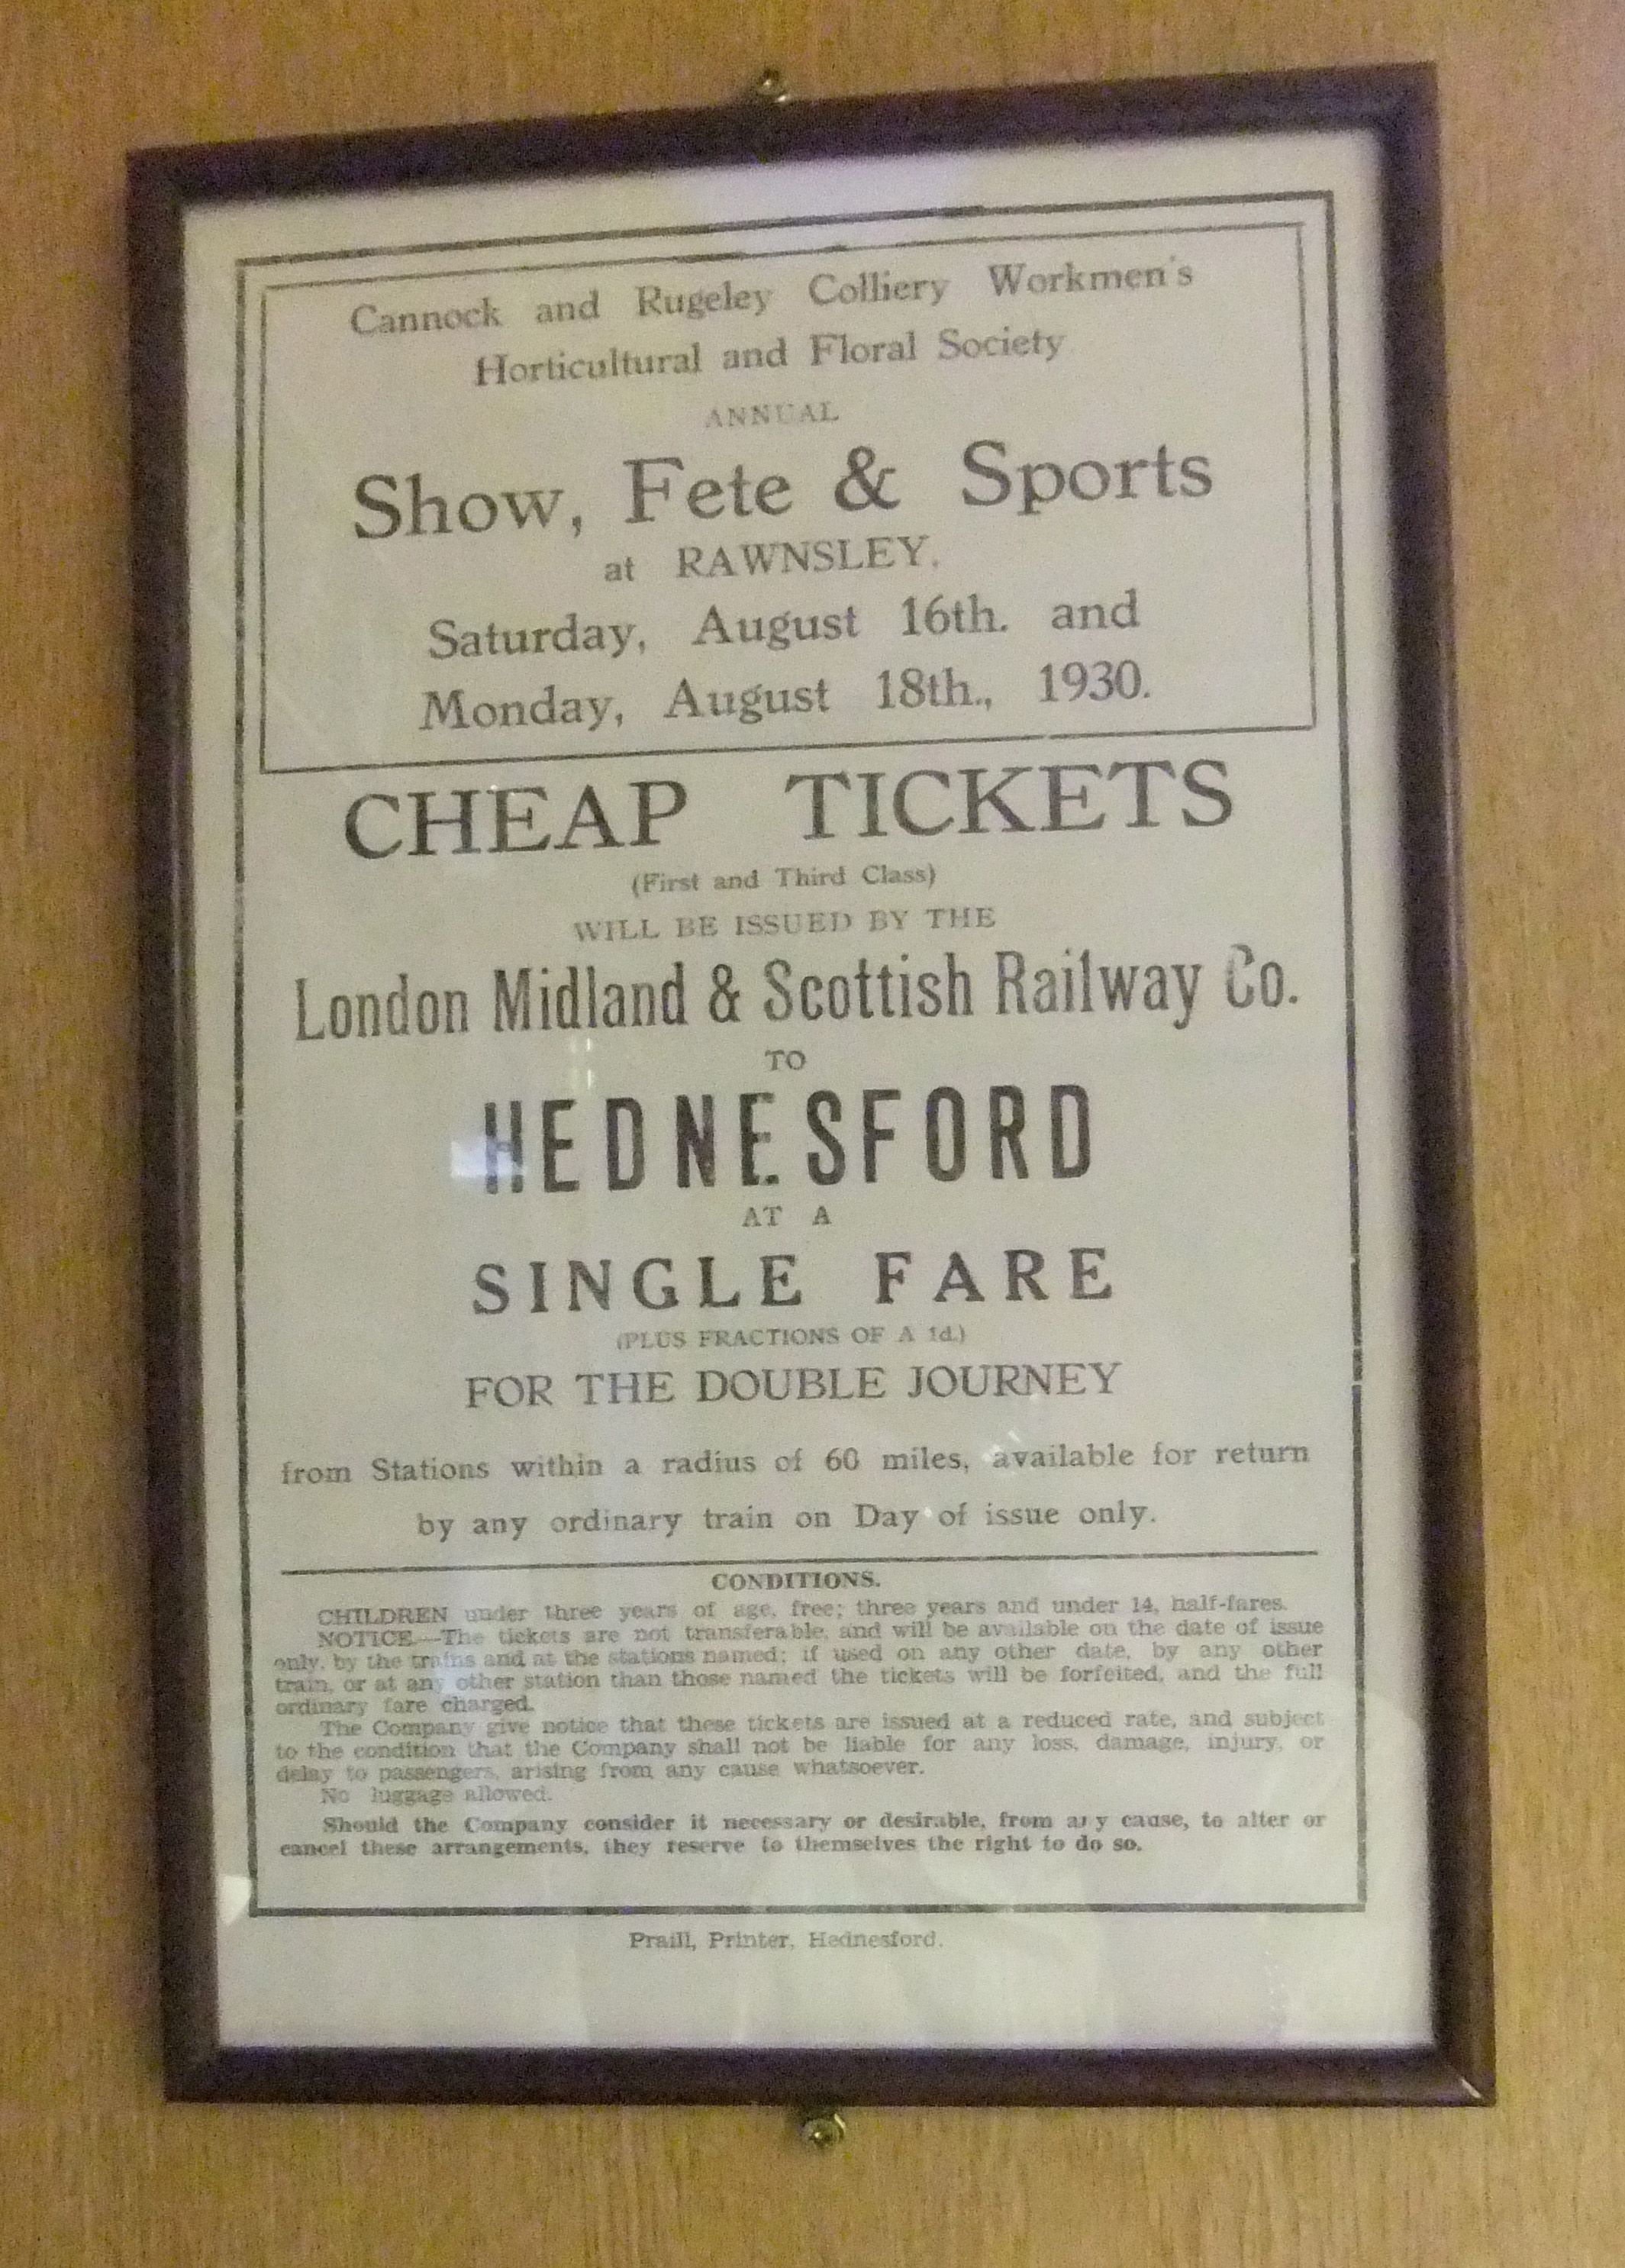 Cannock and Rugeley Colliery Workmen's
Horticultural and Floral Society
ANNUAL
Show, Fete & Sports
at RAWNSLEY,
Saturday, August 16th. and
Monday, August 18th., 1930.
CHEAP TICKETS
(First and Third Class)
WILL BE ISSUED BY THE
London Midland & Scottish Railway Co.
TO
HEDNESFORD
AT A
SINGLE FARE
(PLUS FRACTIONS OF A 1d.)
FOR THE DOUBLE JOURNEY
from Stations within a radius of 60 miles, available for return
by any ordinary train on Day of issue only.
CONDITIONS.
CHILDREN under three years of age, free; three years and under 14, half-fares.
NOTICE.—The tickets are not transferable, and will be available on the date of issue
only, by the trains and at the stations named; if used on any other date, by any other
train, or at any other station than those named the tickets will be forfeited, and the full
ordinary fare charged.
The Company give notice that these tickets are issued at a reduced rate, and subject
to the condition that the Company shall not be liable for any loss, damage, injury, or
delay to passengers, arising from any cause whatsoever.
No luggage allowed.
Should the Company consider it necessary or desirable, from any cause, to alter or
cancel these arrangements, they reserve to themselves the right to do so.
Praill, Printer, Hednesford.